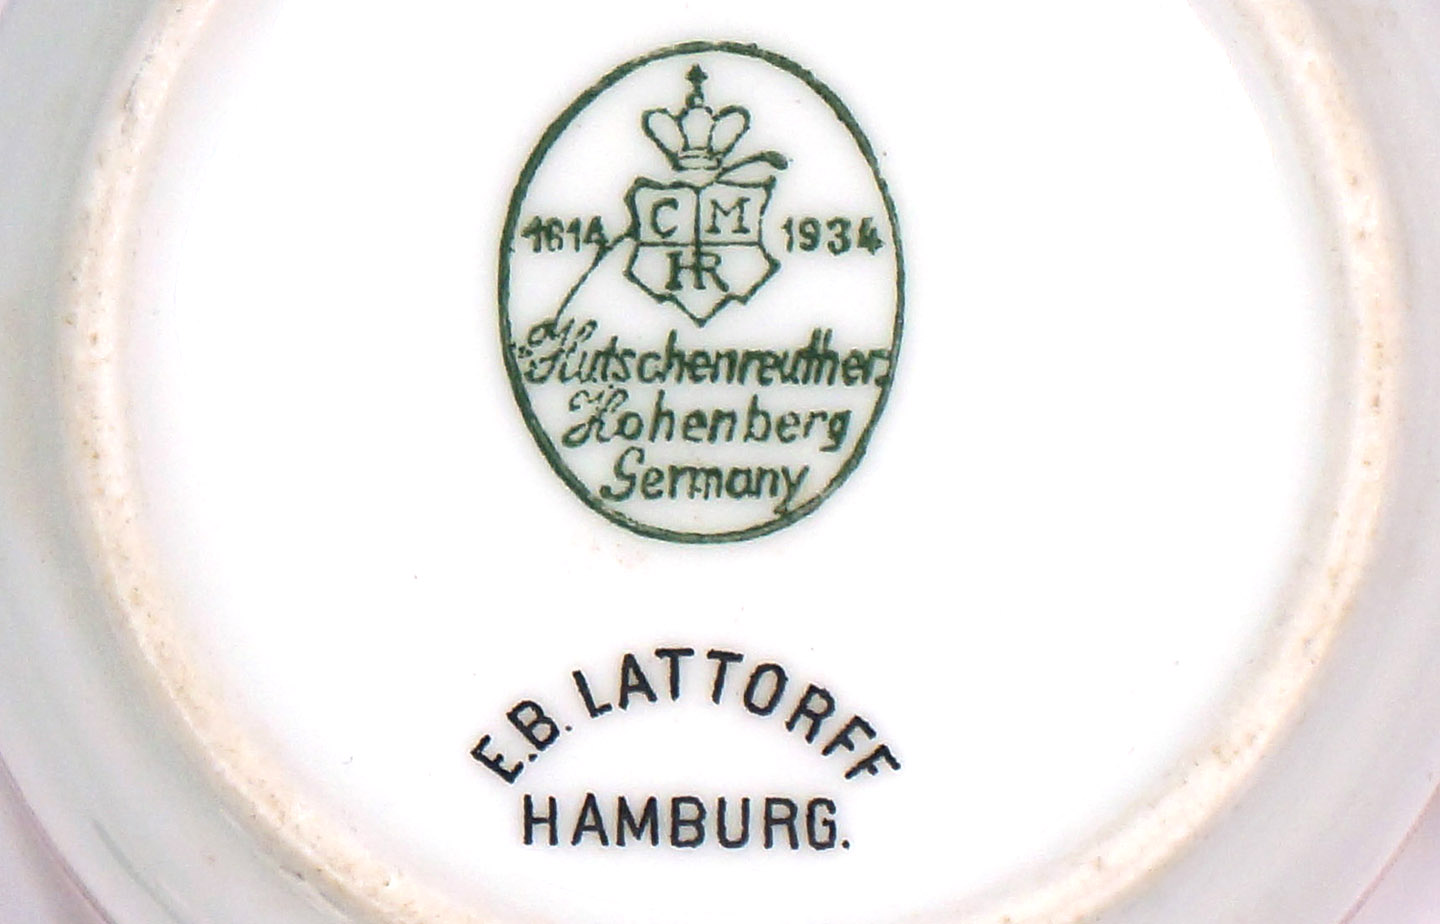 1814 1934
C M
HR
Hutschenreuther
Hohenberg
Germany
E.B. LATTORFF
HAMBURG.